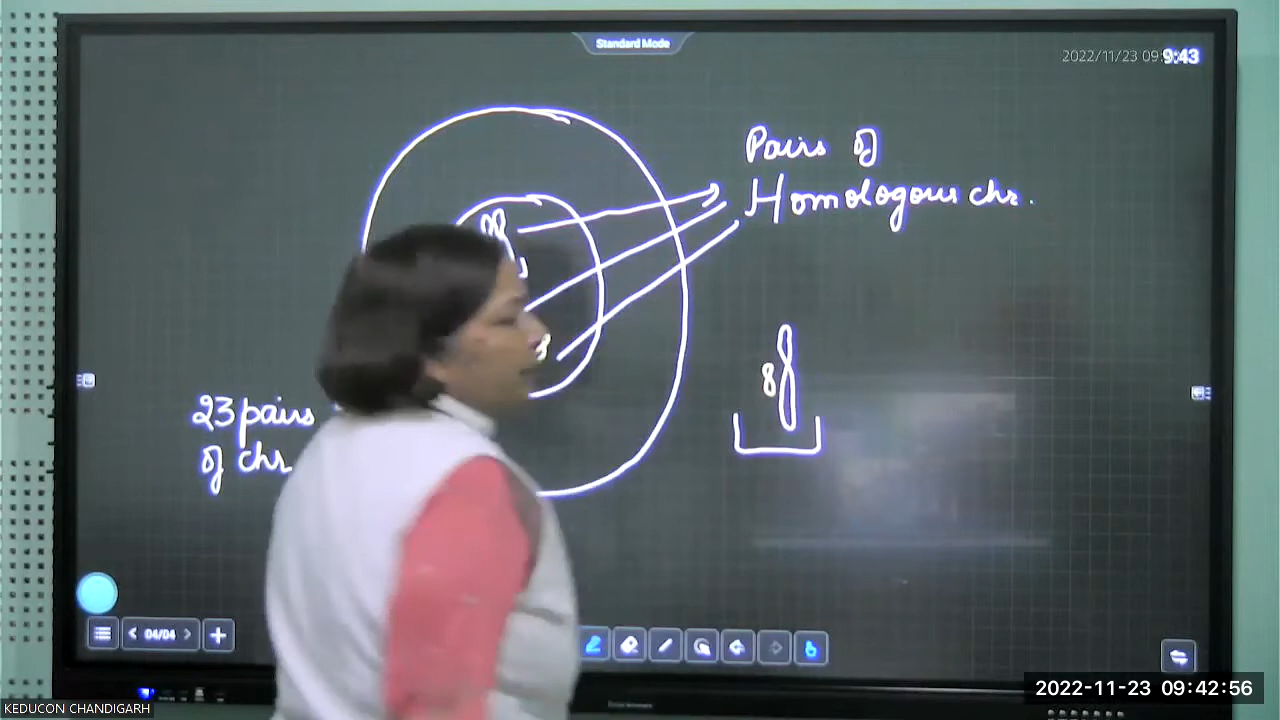 Standard Mode
2022/11/23 09:
9:43
Pairs of
Homologous chr.
23 pairs
of chr
04/04
2022-11-23 09:42:56
KEDUCON CHANDIGARH